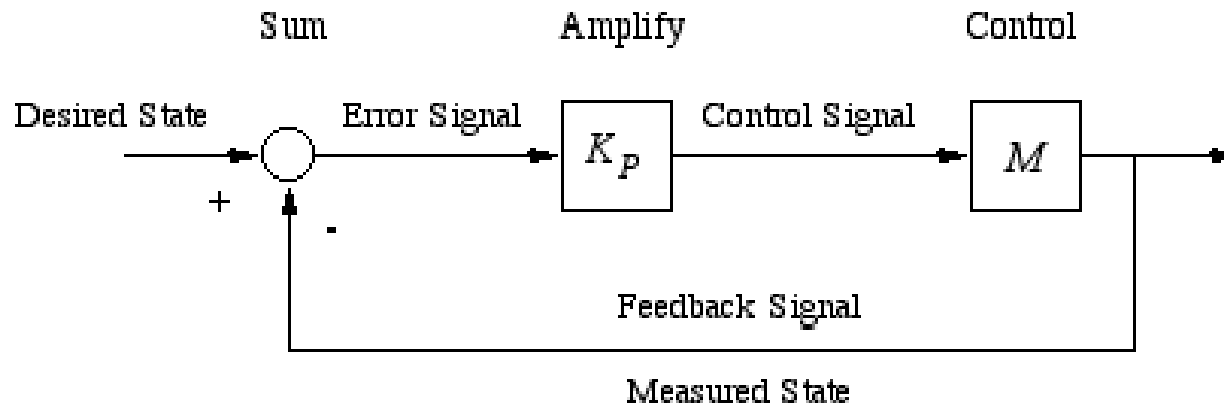 Sum Amplify Control
Desired State Error Signal Control Signal
K_P M
+
-
Feedback Signal
Measured State